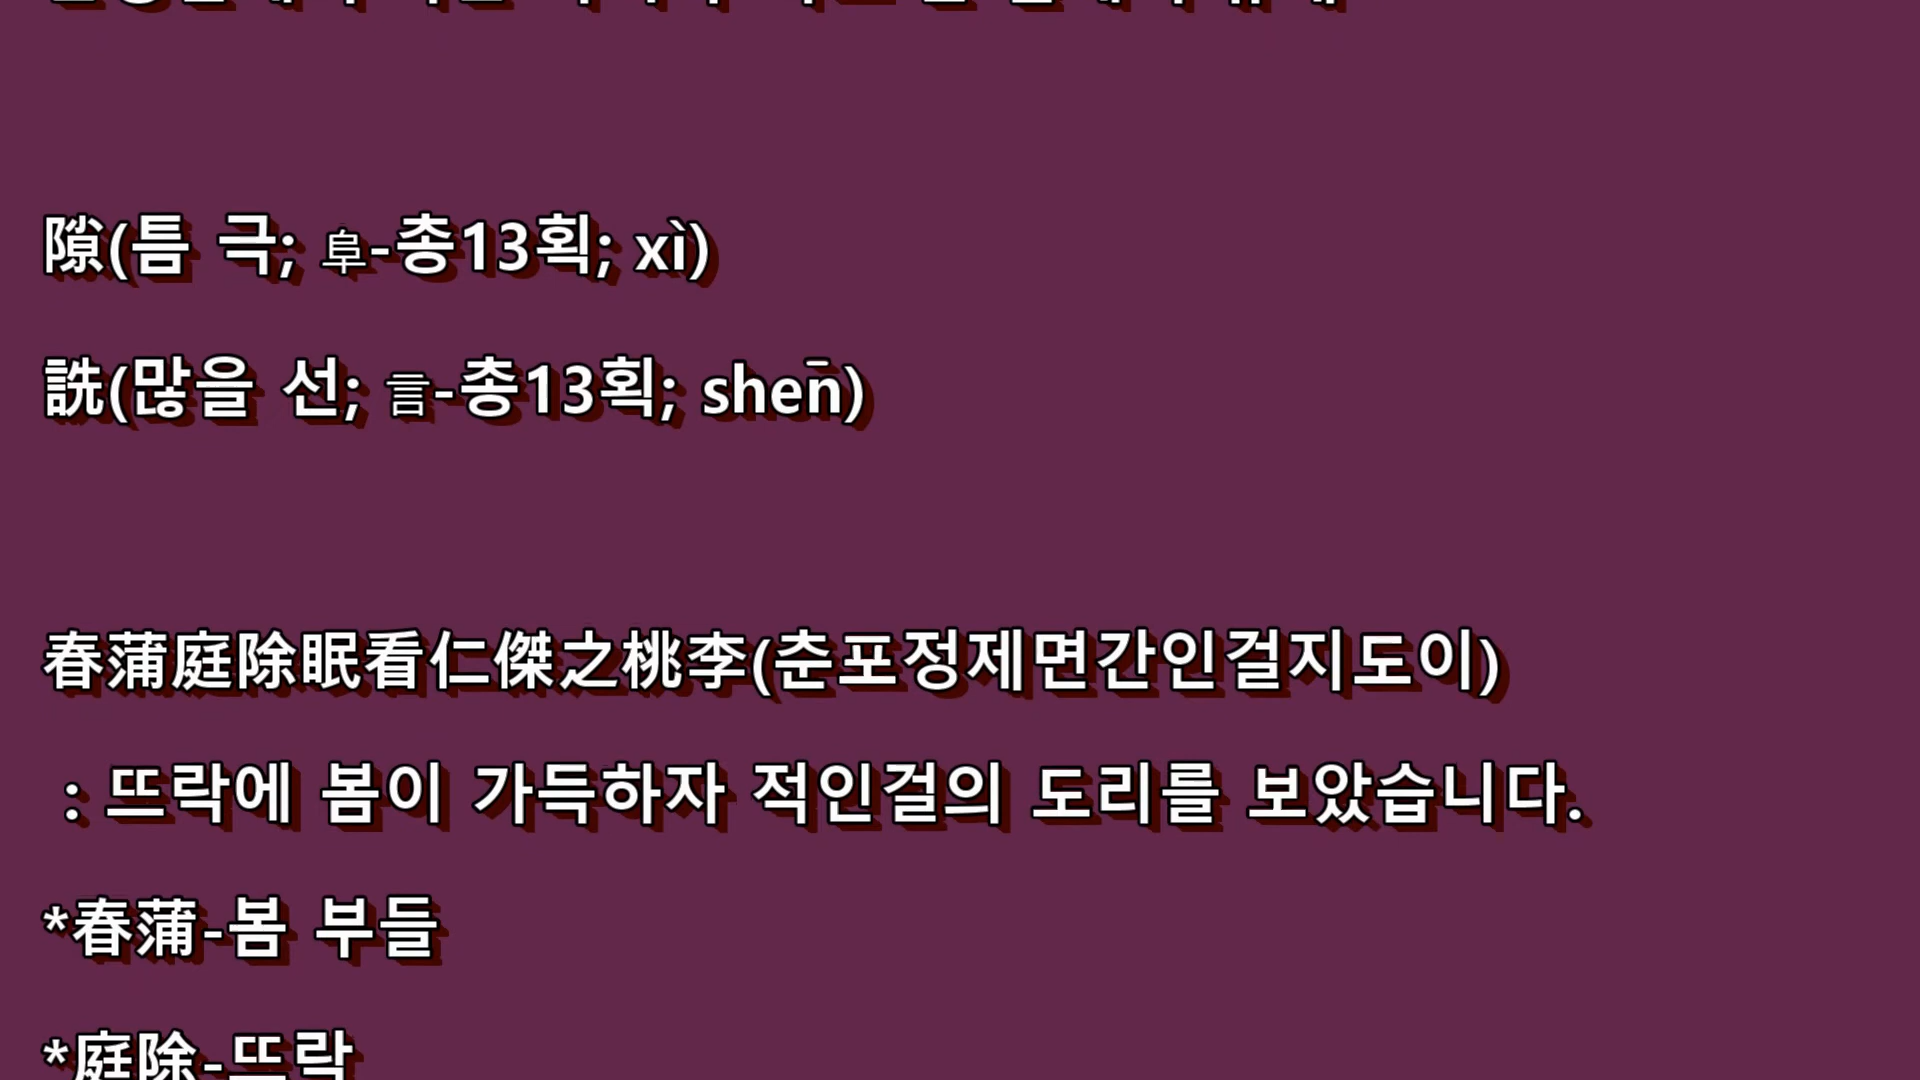 隙(틈 극; 阜-총13획; xì)
詵(많을 선; 言-총13획; shen̄)
春蒲庭除眠看仁傑之桃李(춘포정제면간인걸지도이)
: 뜨락에 봄이 가득하자 적인걸의 도리를 보았습니다.
*春蒲-봄 부들
*庭除-뜨락